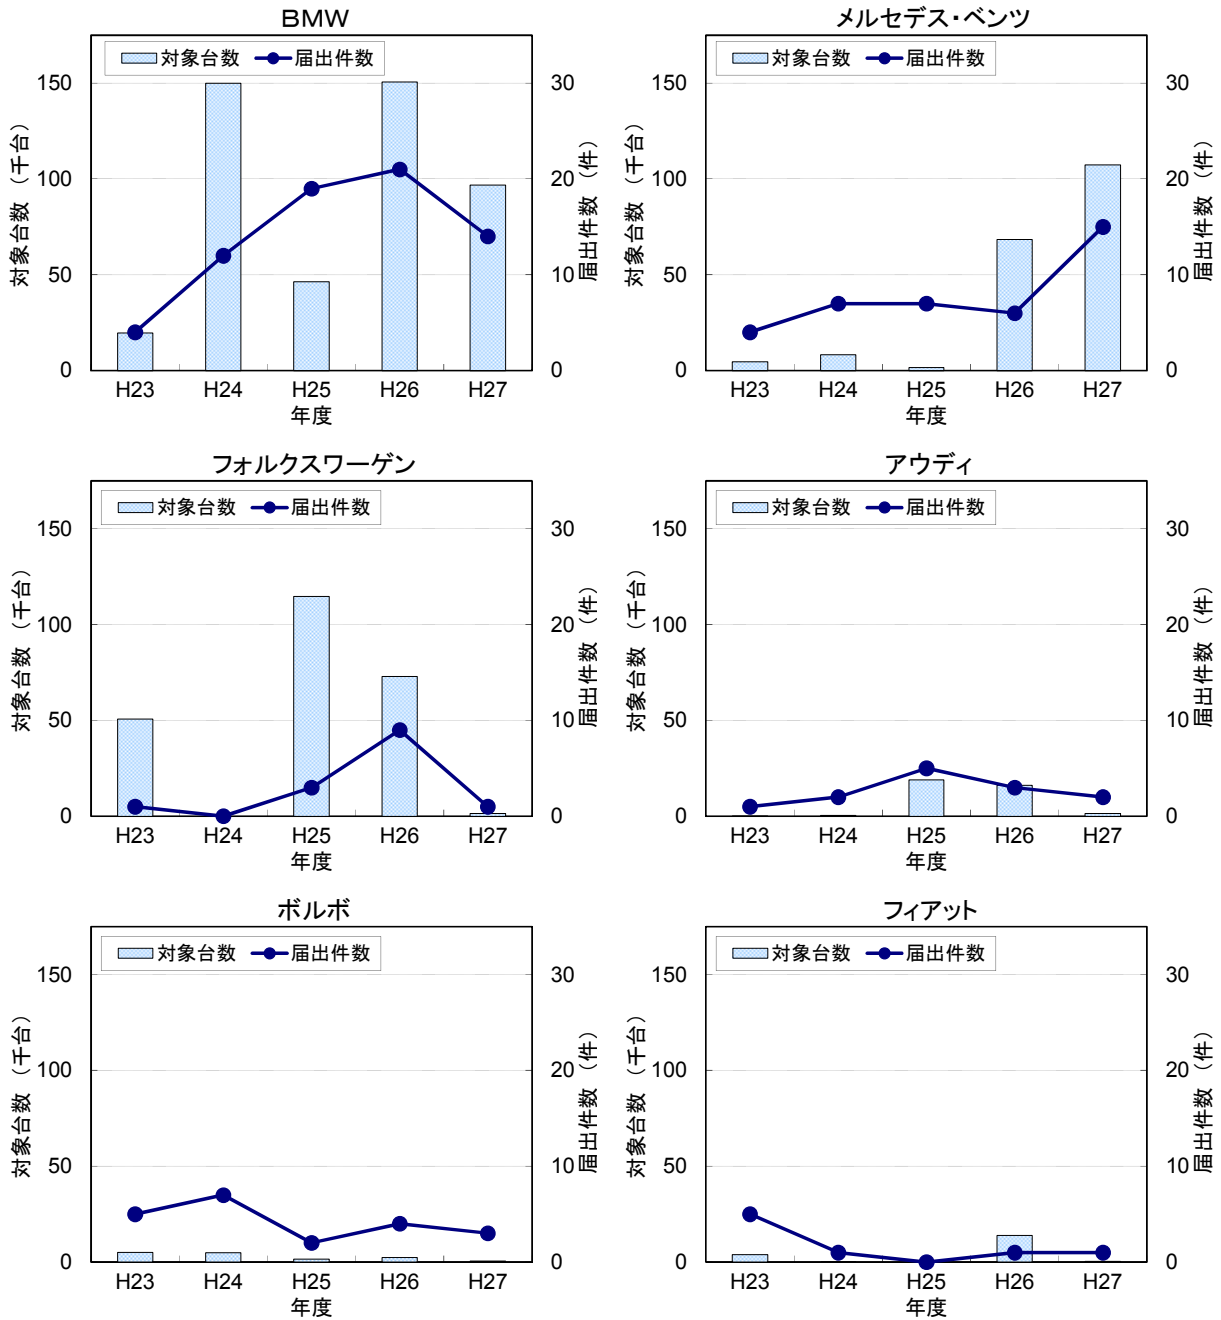 BMW
対象台数 届出件数
対象台数（千台）
150
100
50
0
届出件数（件）
30
20
10
0
H23 H24 H25 H26 H27
年度
メルセデス・ベンツ
対象台数 届出件数
対象台数（千台）
150
100
50
0
届出件数（件）
30
20
10
0
H23 H24 H25 H26 H27
年度
フォルクスワーゲン
対象台数 届出件数
対象台数（千台）
150
100
50
0
届出件数（件）
30
20
10
0
H23 H24 H25 H26 H27
年度
アウディ
対象台数 届出件数
対象台数（千台）
150
100
50
0
届出件数（件）
30
20
10
0
H23 H24 H25 H26 H27
年度
ボルボ
対象台数 届出件数
対象台数（千台）
150
100
50
0
届出件数（件）
30
20
10
0
H23 H24 H25 H26 H27
年度
フィアット
対象台数 届出件数
対象台数（千台）
150
100
50
0
届出件数（件）
30
20
10
0
H23 H24 H25 H26 H27
年度